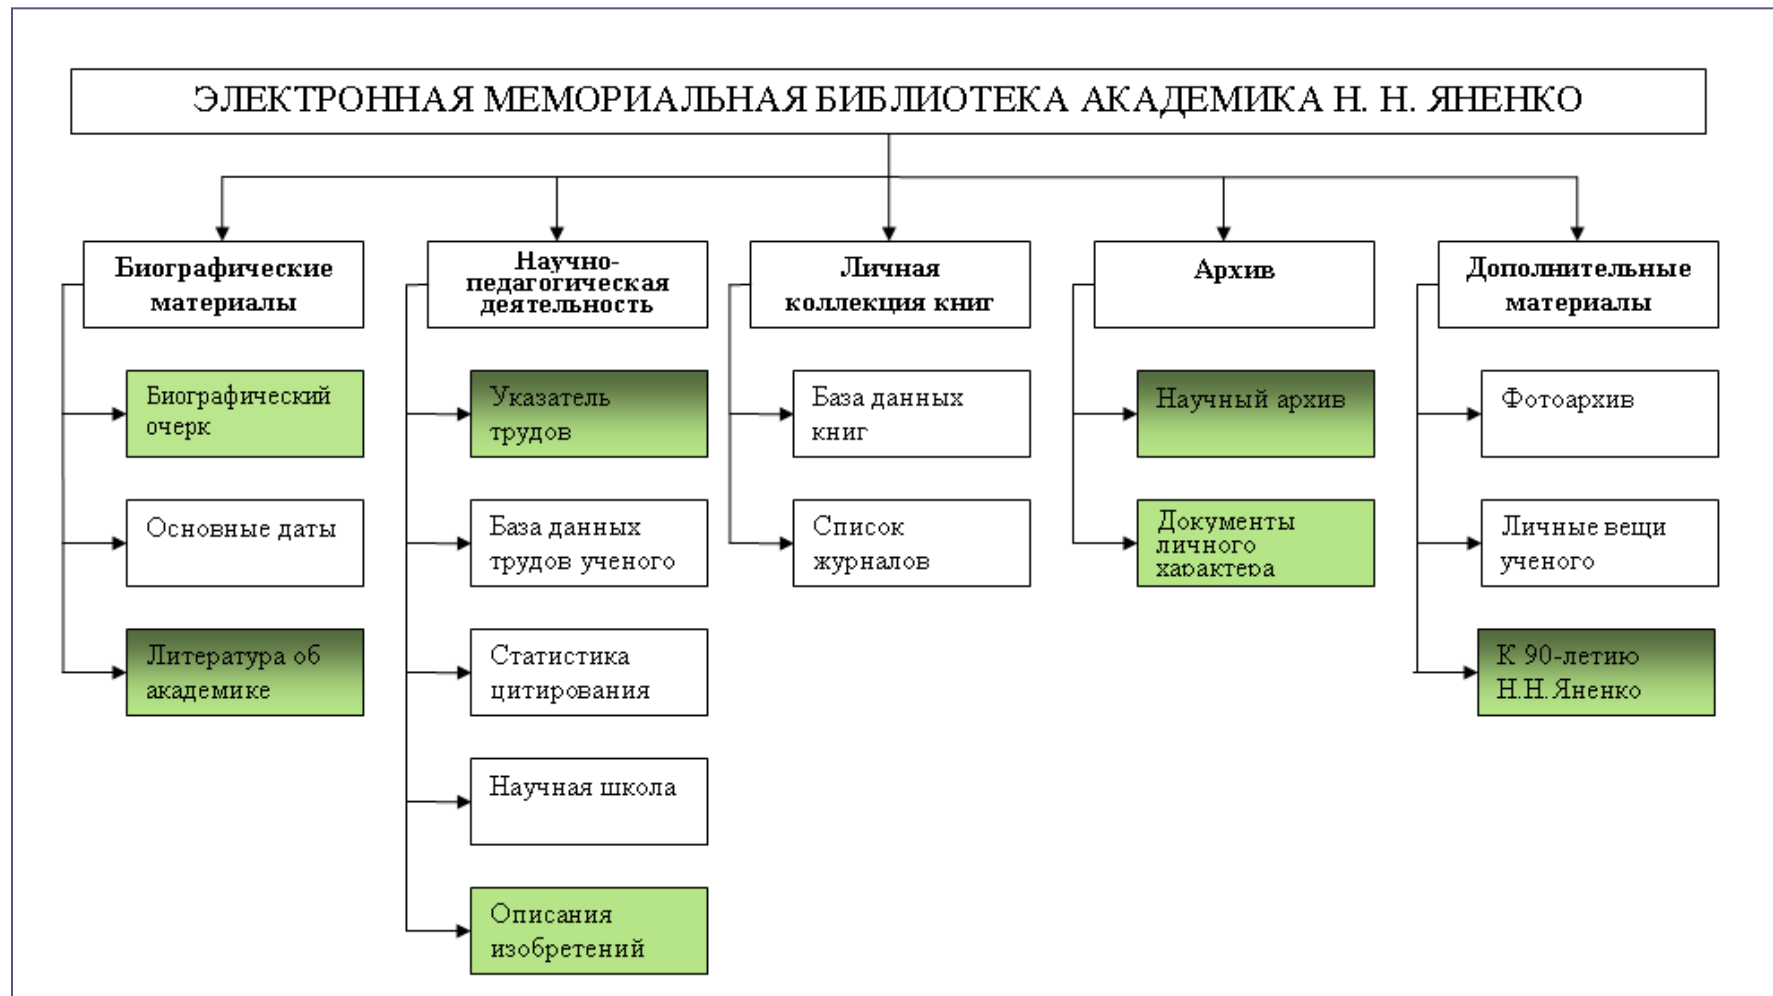 ЭЛЕКТРОННАЯ МЕМОРИАЛЬНАЯ БИБЛИОТЕКА АКАДЕМИКА Н. Н. ЯНЕНКО
Биографические
материалы
Биографический
очерк
Основные даты
Литература об
академике
Научно-
педагогическая
деятельность
Указатель
трудов
База данных
трудов ученого
Статистика
цитирования
Научная школа
Описания
изобретений
Личная
коллекция книг
База данных
книг
Список
журналов
Архив
Научный архив
Документы
личного
характера
Дополнительные
материалы
Фотоархив
Личные вещи
ученого
К 90-летию
Н.Н.Яненко